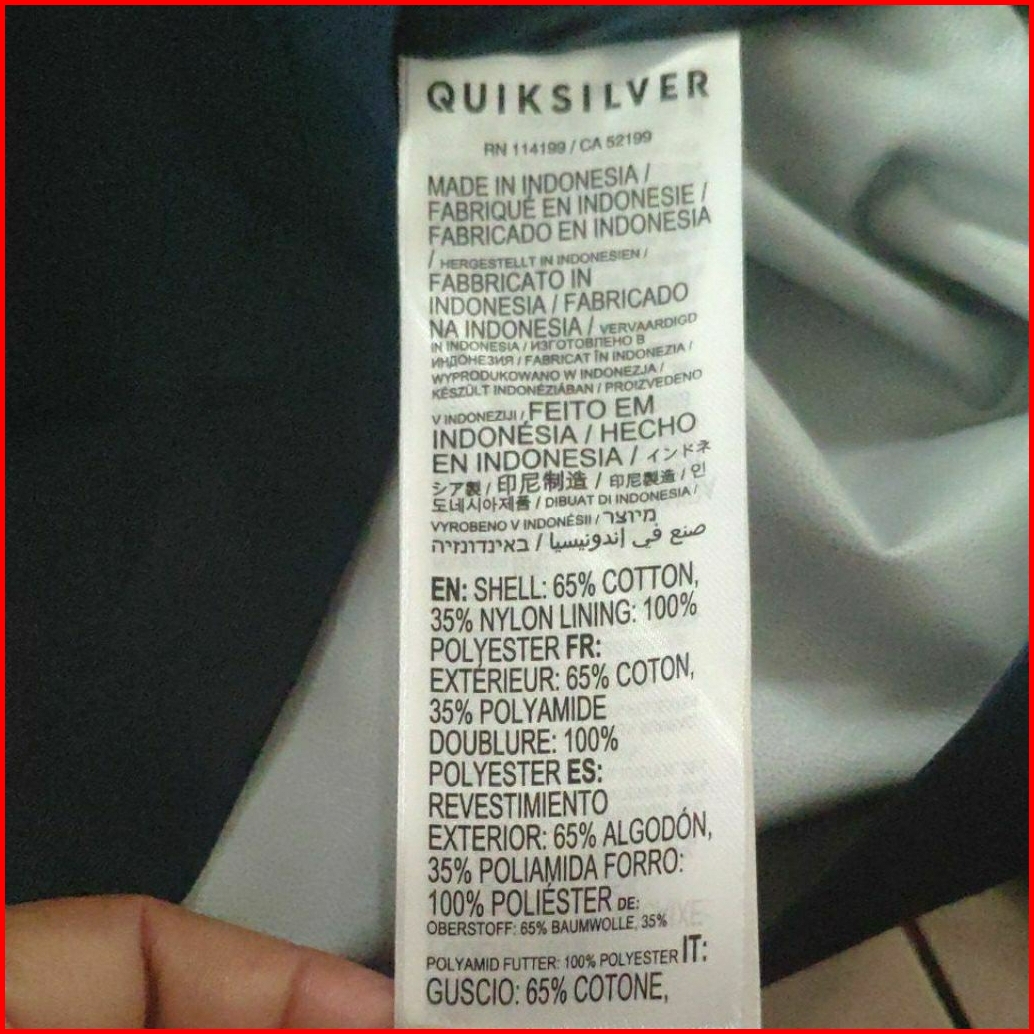 QUIKSILVER
RN 114199 / CA 52199
MADE IN INDONESIA /
FABRIQUÉ EN INDONESIE /
FABRICADO EN INDONESIA
/ HERGESTELLT IN INDONESIEN /
FABBRICATO IN
INDONESIA / FABRICADO
NA INDONESIA / VERVAARDIGD
IN INDONESIA / ИЗГОТОВЛЕНО В
ИНДОНЕЗИЯ / FABRICAT ÎN INDONEZIA /
WYPRODUKOWANO W INDONEZJA /
KÉSZÜLT INDONÉZIÁBAN / PROIZVEDENO
V INDONEZIJI / FEITO EM
INDONÉSIA / HECHO
EN INDONESIA / インドネ
シア製 / 印尼制造 / 印尼製造 / 인
도네시아제품 / DIBUAT DI INDONESIA /
VYROBENO V INDONÉSII / מיוצר
באינדונזיה / صنع في إندونيسيا
EN: SHELL: 65% COTTON,
35% NYLON LINING: 100%
POLYESTER FR:
EXTÉRIEUR: 65% COTON,
35% POLYAMIDE
DOUBLURE: 100%
POLYESTER ES:
REVESTIMIENTO
EXTERIOR: 65% ALGODÓN,
35% POLIAMIDA FORRO:
100% POLIÉSTER DE:
OBERSTOFF: 65% BAUMWOLLE, 35%
POLYAMID FUTTER: 100% POLYESTER IT:
GUSCIO: 65% COTONE,